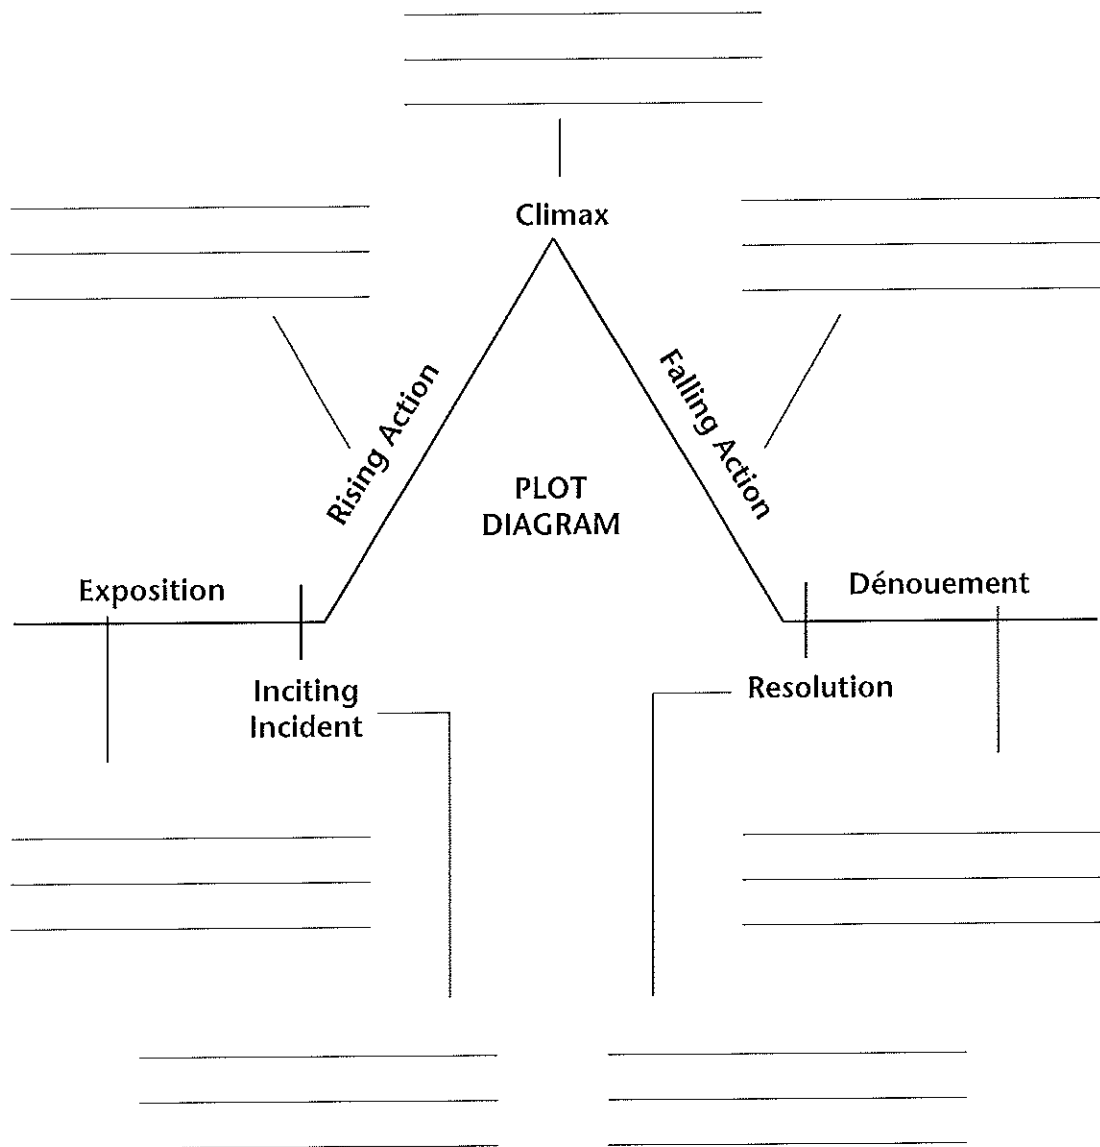 Climax
Rising Action
Falling Action
PLOT
DIAGRAM
Exposition
Dénouement
Inciting
Incident
Resolution